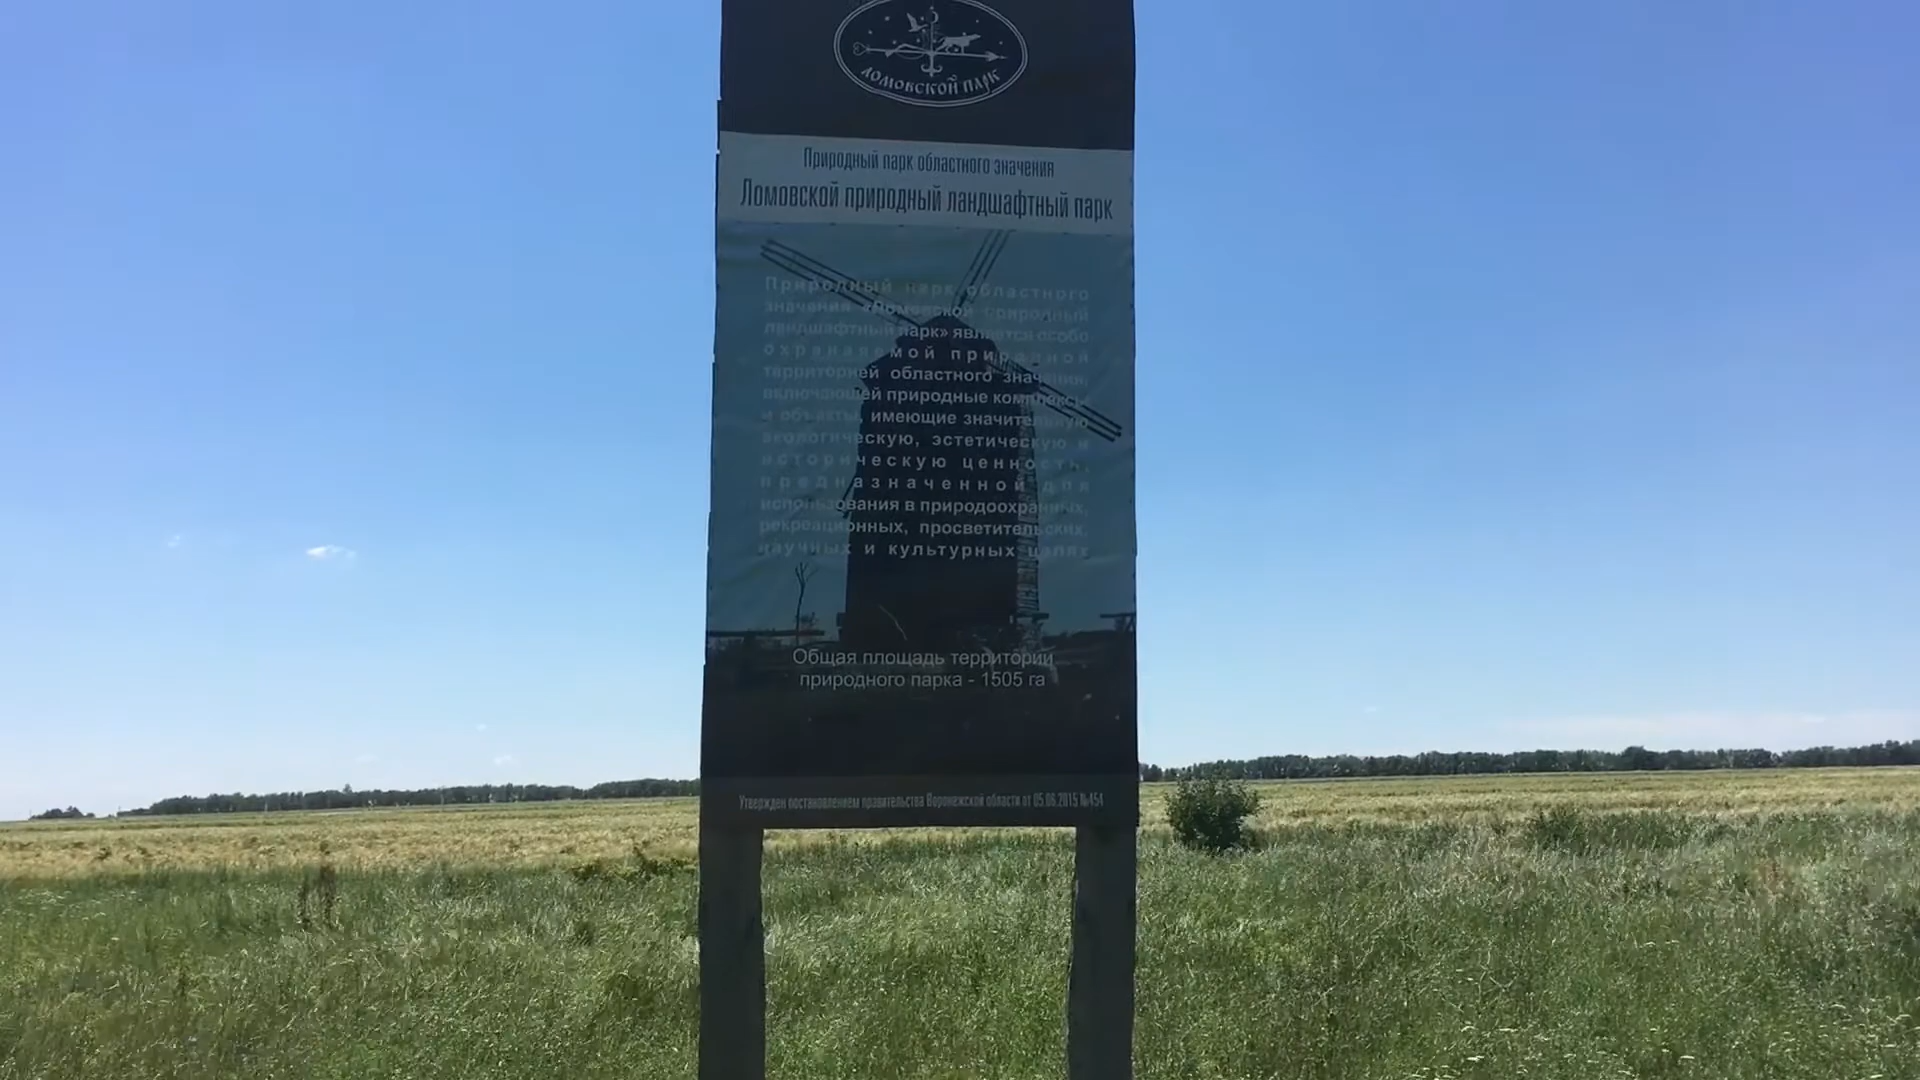 ЛОМОВСКОЙ ПАРК
Природный парк областного значения
Ломовской природный ландшафтный парк
Природный парк областного
значения «Ломовской природный
ландшафтный парк» является особо
охраняемой природной
территорией областного значения,
включающей природные комплексы
и объекты, имеющие значительную
экологическую, эстетическую и
историческую ценность,
предназначенной для
использования в природоохранных,
рекреационных, просветительских,
научных и культурных целях
Общая площадь территории
природного парка - 1505 га
Утвержден постановлением правительства Воронежской области от 05.06.2015 №454